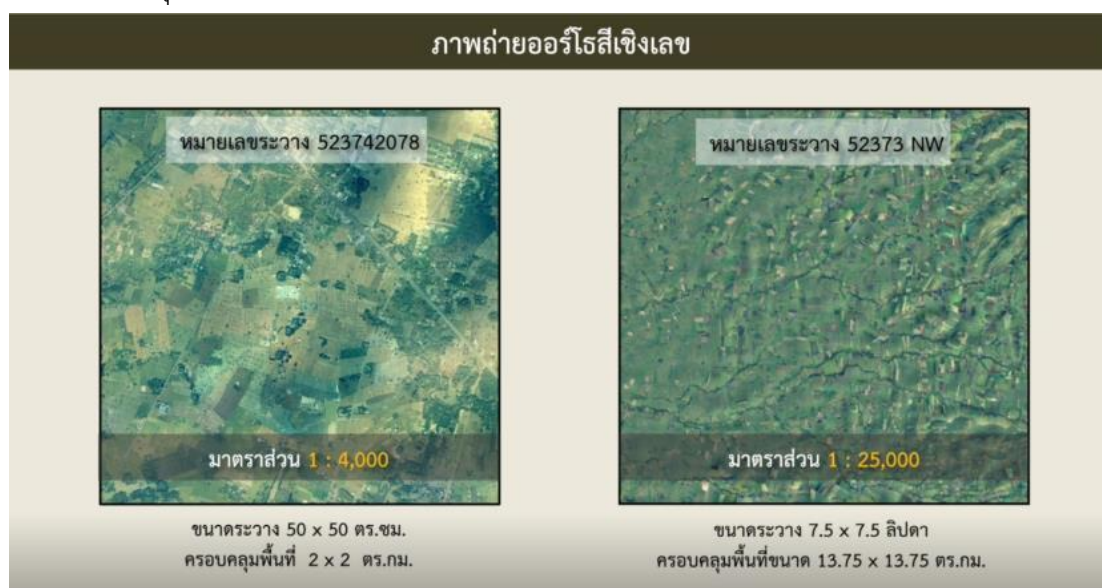 ภาพถ่ายออร์โธสีเชิงเลข
หมายเลขระวาง 523742078
มาตราส่วน 1 : 4,000
ขนาดระวาง 50 x 50 ตร.ซม.
ครอบคลุมพื้นที่ 2 x 2 ตร.กม.
หมายเลขระวาง 52373 NW
มาตราส่วน 1 : 25,000
ขนาดระวาง 7.5 x 7.5 ลิปดา
ครอบคลุมพื้นที่ขนาด 13.75 x 13.75 ตร.กม.